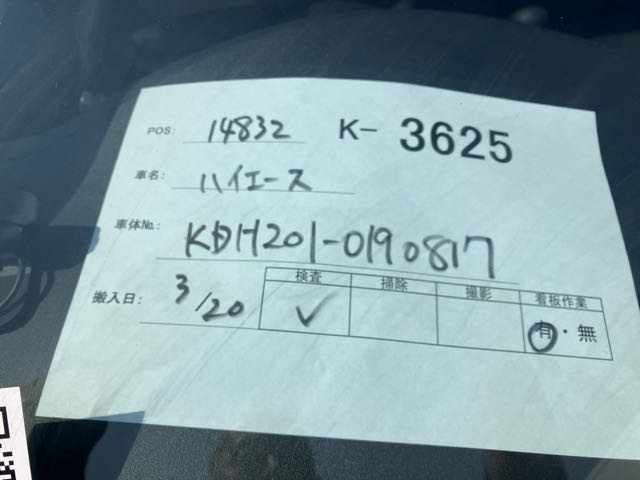 POS: 14832 K- 3625
車名: ハイエース
車体No.: KDH201-0190817
搬入日: 3/20
検査 掃除 撮影 看板作業
✓ 有・無